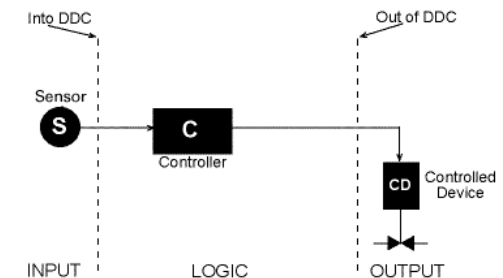 Into DDC
Out of DDC
Sensor
S
C
Controller
CD
Controlled
Device
INPUT
LOGIC
OUTPUT